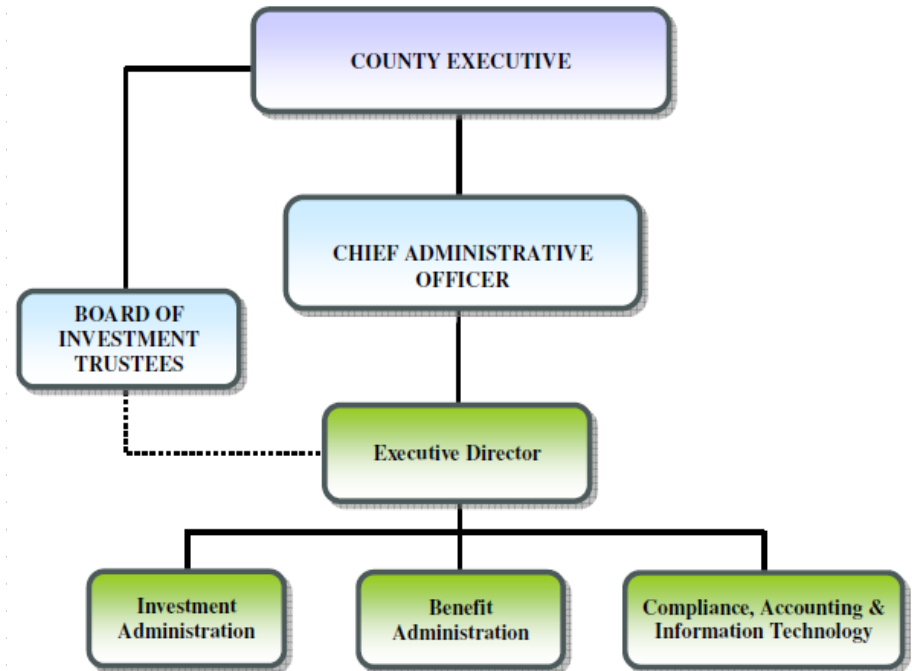 COUNTY EXECUTIVE
CHIEF ADMINISTRATIVE
OFFICER
BOARD OF
INVESTMENT
TRUSTEES
Executive Director
Investment
Administration
Benefit
Administration
Compliance, Accounting &
Information Technology